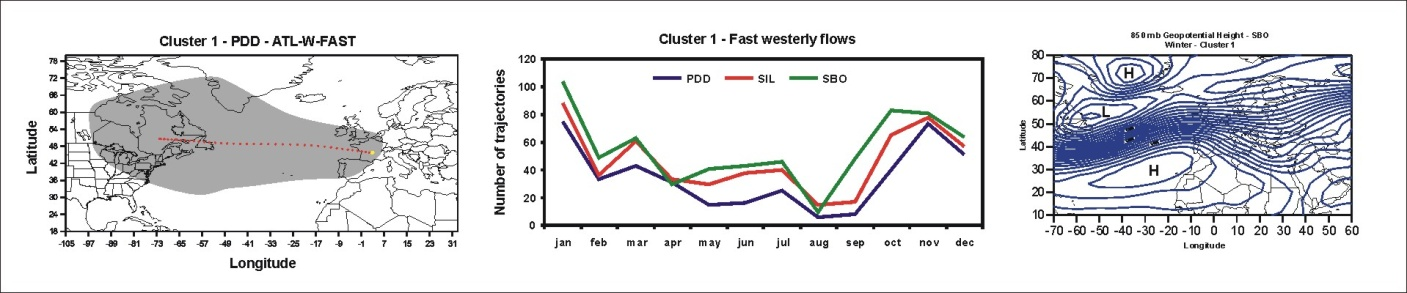 Cluster 1 - PDD - ATL-W-FAST
78
72
66
60
54
48
42
36
30
24
18
Latitude
-105 -97 -89 -81 -73 -65 -57 -49 -41 -33 -25 -17 -9 -1 7 15 23 31
Longitude
Cluster 1 - Fast westerly flows
120
100
80
60
40
20
0
Number of trajectories
PDD SIL SBO
jan feb mar apr may jun jul aug sep oct nov dec
850 mb Geopotential Height - SBO
Winter - Cluster 1
80
70
60
50
40
30
20
10
Latitude
H
L
H
-70 -60 -50 -40 -30 -20 -10 0 10 20 30 40 50 60
Longitude